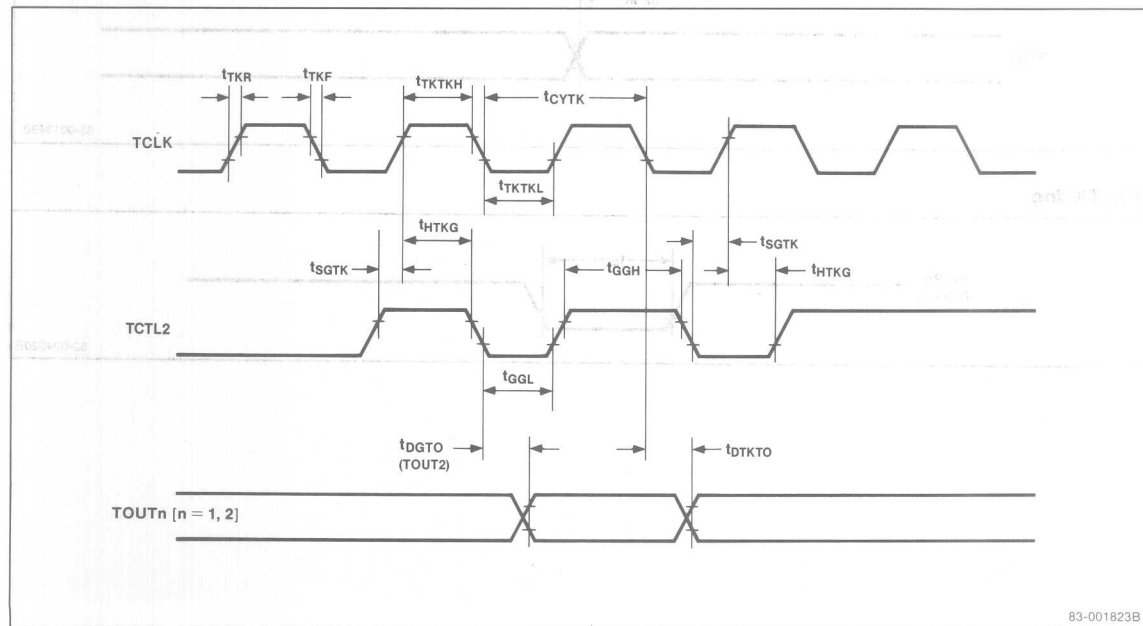 tTKR
tTKF
tTKTKH
tCYTK
TCLK
tTKTKL
tHTKG
tSGTK
tSGTK
tGGH
tHTKG
TCTL2
tGGL
tDGTO
(TOUT2)
tDTKTO
TOUTn [n = 1, 2]
83-001823B